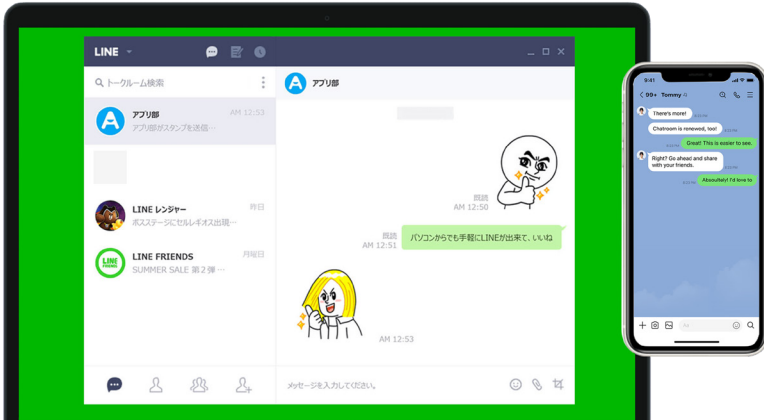 LINE
トークルーム検索
アプリ部
AM 12:53
アプリ部がスタンプを送信…
LINE レンジャー
昨日
ボスステージにセルレギオス出現…
LINE
FRIENDS
LINE FRIENDS
月曜日
SUMMER SALE 第2弾 …
アプリ部
既読
AM 12:50
既読
AM 12:51
パソコンからでも手軽にLINEが出来て、いいね
AM 12:53
メッセージを入力してください。
9:41
99+ Tommy
There's more!
Chatroom is renewed, too!
Great! This is easier to see.
Right? Go ahead and share
with your friends.
Absoultely! I'd love to
Aa